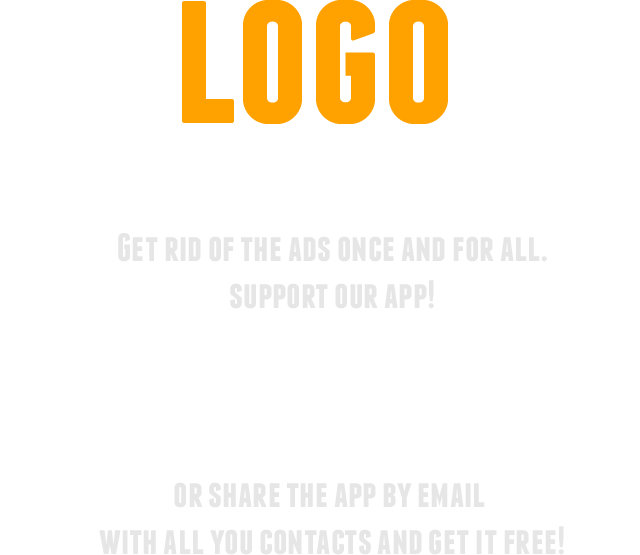 LOGO
Get rid of the ads once and for all.
support our app!
or share the app by email
with all you contacts and get it free!